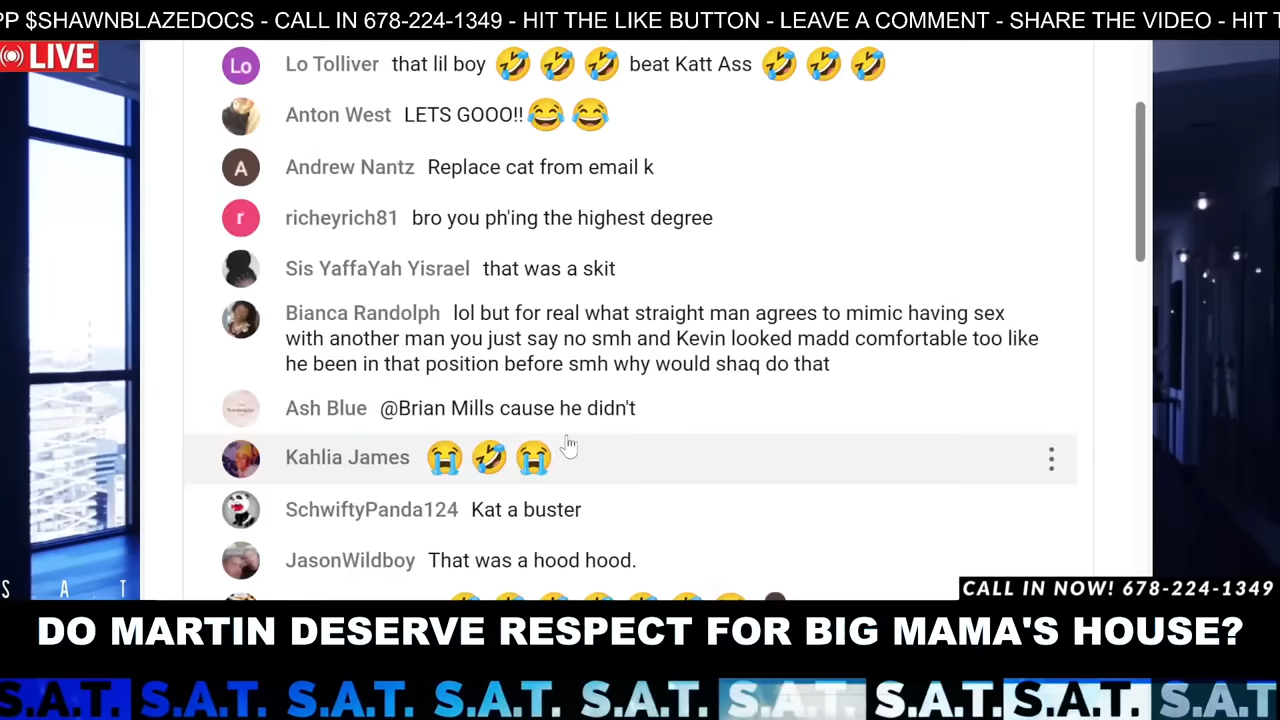 PP $SHAWNBLAZEDOCS - CALL IN 678-224-1349 - HIT THE LIKE BUTTON - LEAVE A COMMENT - SHARE THE VIDEO - HIT T
LIVE
Lo Lo Tolliver that lil boy 🤣 🤣 🤣 beat Katt Ass 🤣 🤣 🤣
Anton West LETS GOOO!! 😂 😂
A Andrew Nantz Replace cat from email k
r richeyrich81 bro you ph'ing the highest degree
Sis YaffaYah Yisrael that was a skit
Bianca Randolph lol but for real what straight man agrees to mimic having sex
with another man you just say no smh and Kevin looked madd comfortable too like
he been in that position before smh why would shaq do that
Ash Blue @Brian Mills cause he didn't
Kahlia James 😭 🤣 😭
SchwiftyPanda124 Kat a buster
JasonWildboy That was a hood hood.
S . A . T
CALL IN NOW! 678-224-1349
DO MARTIN DESERVE RESPECT FOR BIG MAMA'S HOUSE?
S.A.T. S.A.T. S.A.T. S.A.T. S.A.T. S.A.T. S.A.T. S.A.T. S.A.T